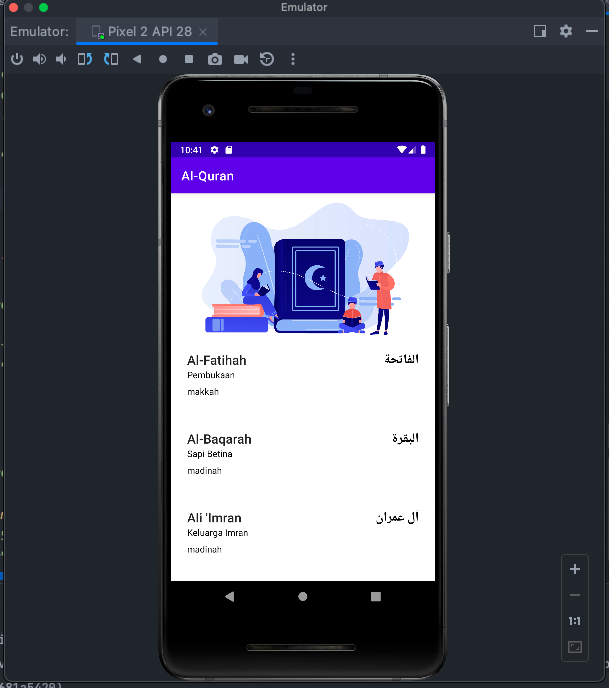 Emulator
Emulator: Pixel 2 API 28
10:41
Al-Quran
Al-Fatihah الفاتحة
Pembukaan
makkah
Al-Baqarah البقرة
Sapi Betina
madinah
Ali 'Imran ال عمران
Keluarga Imran
madinah
1:1